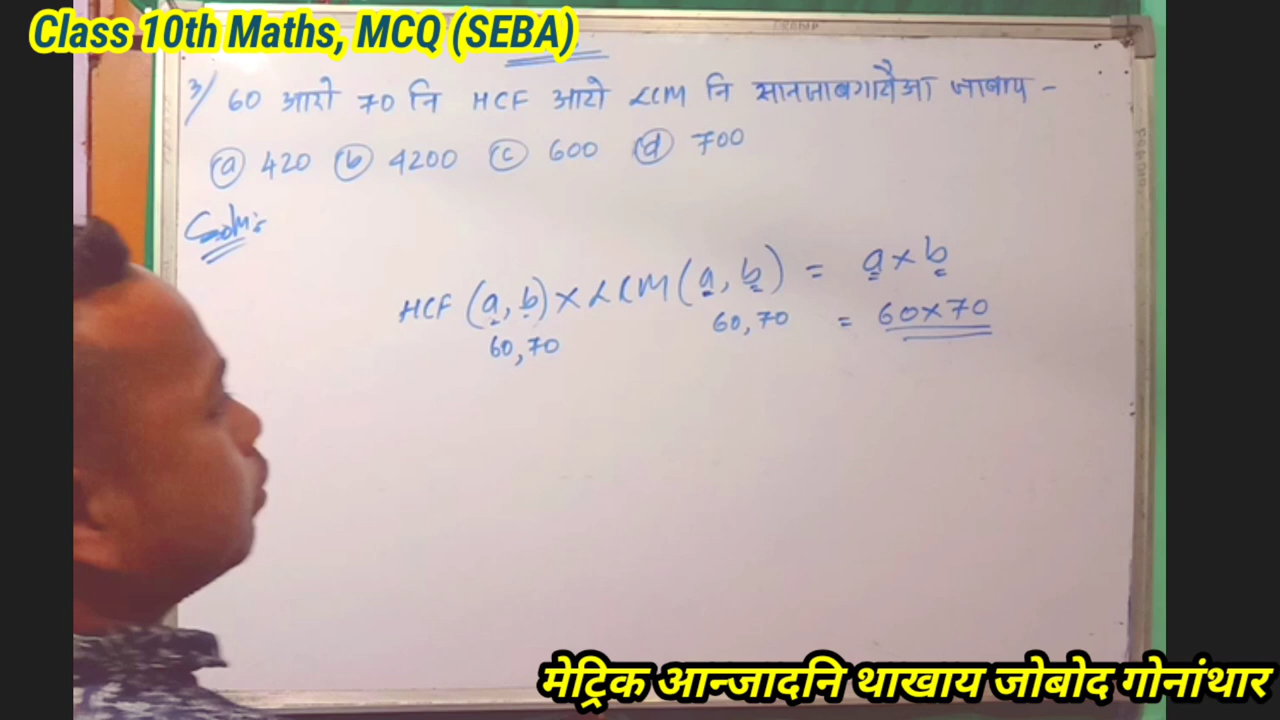 Class 10th Maths, MCQ (SEBA)
3/ 60 आरो 70 नि HCF आरो LCM नि सानजाबगायैआ जाबाय -
(a) 420 (b) 4200 (c) 600 (d) 700
Soln:
HCF (a, b) × LCM (a, b) = a × b
60, 70 60, 70 = 60×70
मेट्रिक आन्जादनि थाखाय जोबोद गोनांथार